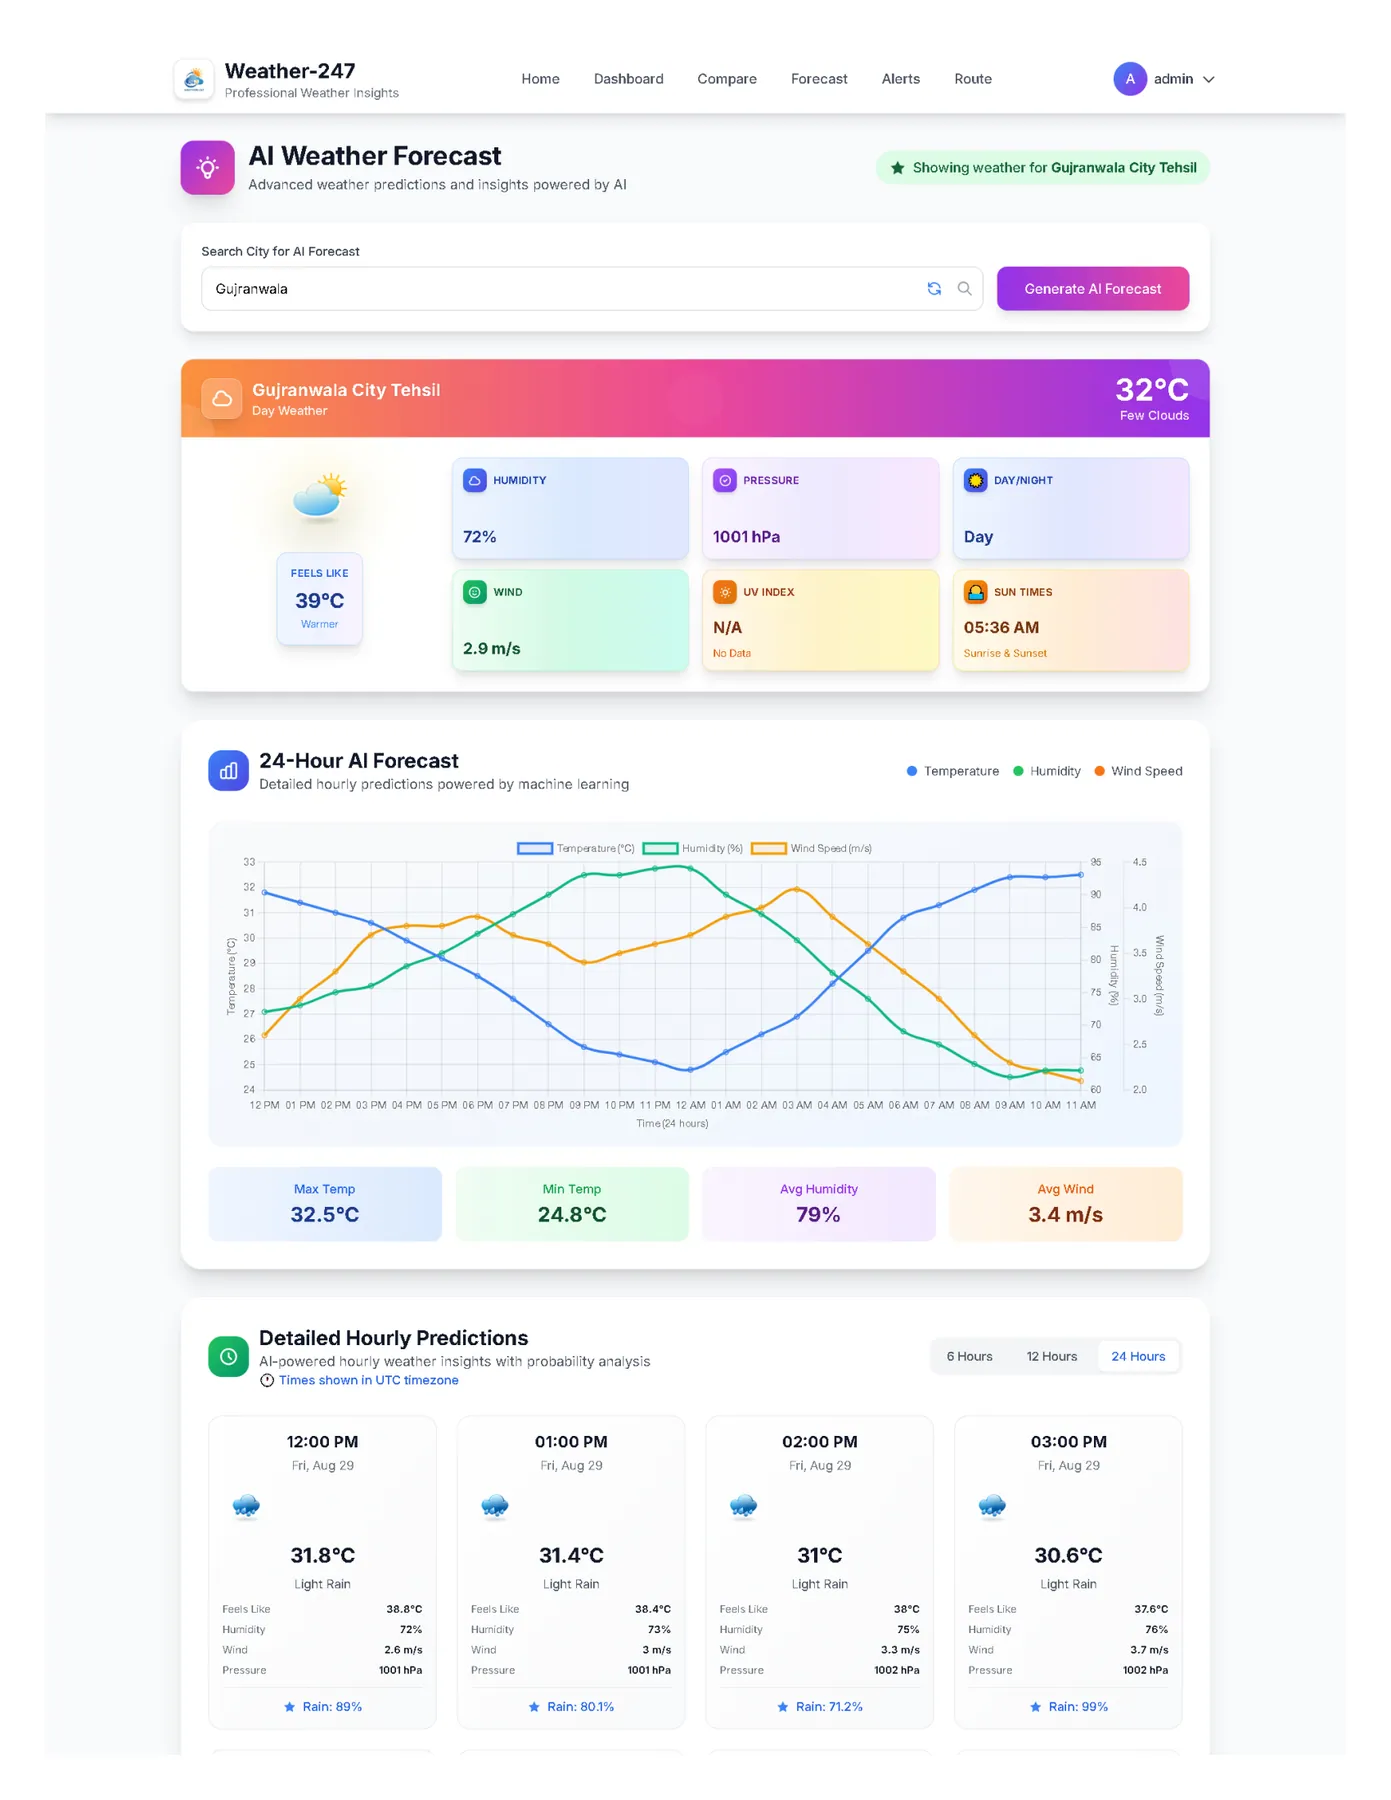 Weather-247
Professional Weather Insights
Home Dashboard Compare Forecast Alerts Route
A admin
AI Weather Forecast
Advanced weather predictions and insights powered by AI
Showing weather for Gujranwala City Tehsil
Search City for AI Forecast
Gujranwala
Generate AI Forecast
Gujranwala City Tehsil
Day Weather
32°C
Few Clouds
FEELS LIKE
39°C
Warmer
HUMIDITY
72%
PRESSURE
1001 hPa
DAY/NIGHT
Day
WIND
2.9 m/s
UV INDEX
N/A
No Data
SUN TIMES
05:36 AM
Sunrise & Sunset
24-Hour AI Forecast
Detailed hourly predictions powered by machine learning
Temperature Humidity Wind Speed
Temperature (°C) Humidity (%) Wind Speed (m/s)
33
32
31
30
29
28
27
26
25
24
Temperature (°C)
95
90
85
80
75
70
65
60
Humidity (%)
4.5
4.0
3.5
3.0
2.5
2.0
Wind Speed (m/s)
12 PM 01 PM 02 PM 03 PM 04 PM 05 PM 06 PM 07 PM 08 PM 09 PM 10 PM 11 PM 12 AM 01 AM 02 AM 03 AM 04 AM 05 AM 06 AM 07 AM 08 AM 09 AM 10 AM 11 AM
Time (24 hours)
Max Temp
32.5°C
Min Temp
24.8°C
Avg Humidity
79%
Avg Wind
3.4 m/s
Detailed Hourly Predictions
AI-powered hourly weather insights with probability analysis
Times shown in UTC timezone
6 Hours 12 Hours 24 Hours
12:00 PM
Fri, Aug 29
31.8°C
Light Rain
Feels Like 38.8°C
Humidity 72%
Wind 2.6 m/s
Pressure 1001 hPa
Rain: 89%
01:00 PM
Fri, Aug 29
31.4°C
Light Rain
Feels Like 38.4°C
Humidity 73%
Wind 3 m/s
Pressure 1001 hPa
Rain: 80.1%
02:00 PM
Fri, Aug 29
31°C
Light Rain
Feels Like 38°C
Humidity 75%
Wind 3.3 m/s
Pressure 1002 hPa
Rain: 71.2%
03:00 PM
Fri, Aug 29
30.6°C
Light Rain
Feels Like 37.6°C
Humidity 76%
Wind 3.7 m/s
Pressure 1002 hPa
Rain: 99%